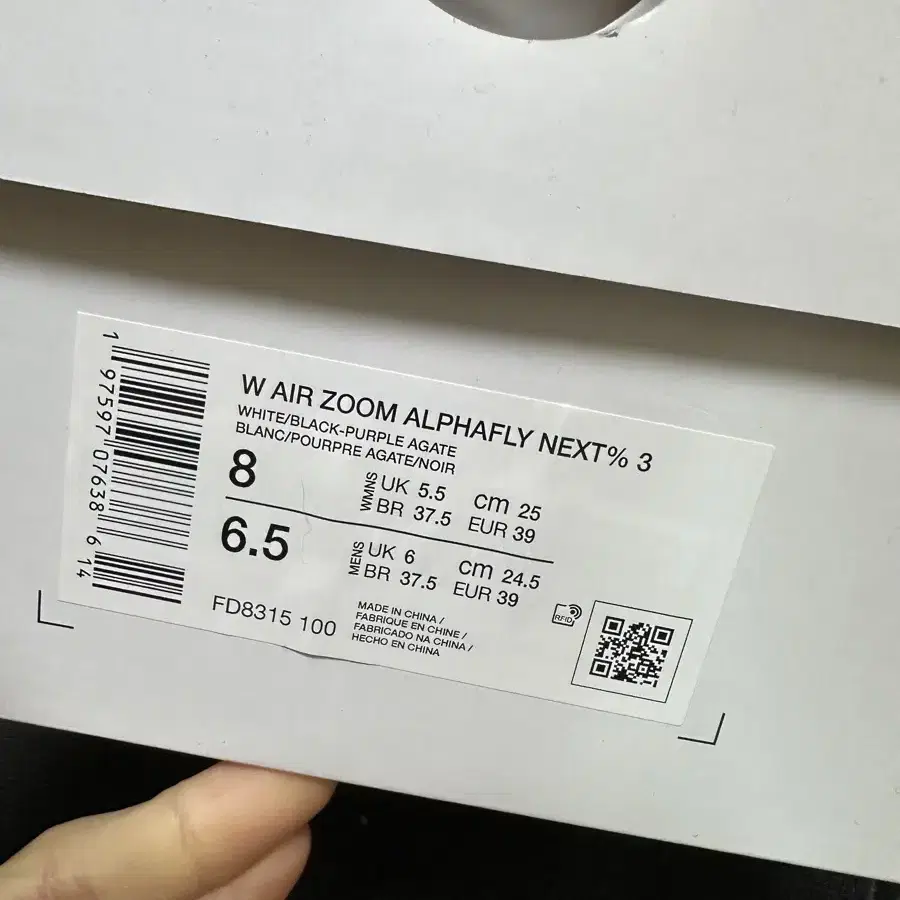 W AIR ZOOM ALPHAFLY NEXT% 3
WHITE/BLACK-PURPLE AGATE
BLANC/POURPRE AGATE/NOIR
8
WMNS
UK 5.5 cm 25
BR 37.5 EUR 39
6.5
MENS
UK 6 cm 24.5
BR 37.5 EUR 39
FD8315 100
MADE IN CHINA /
FABRIQUE EN CHINE /
FABRICADO NA CHINA /
HECHO EN CHINA
RFID
1 97597 07638 6 14